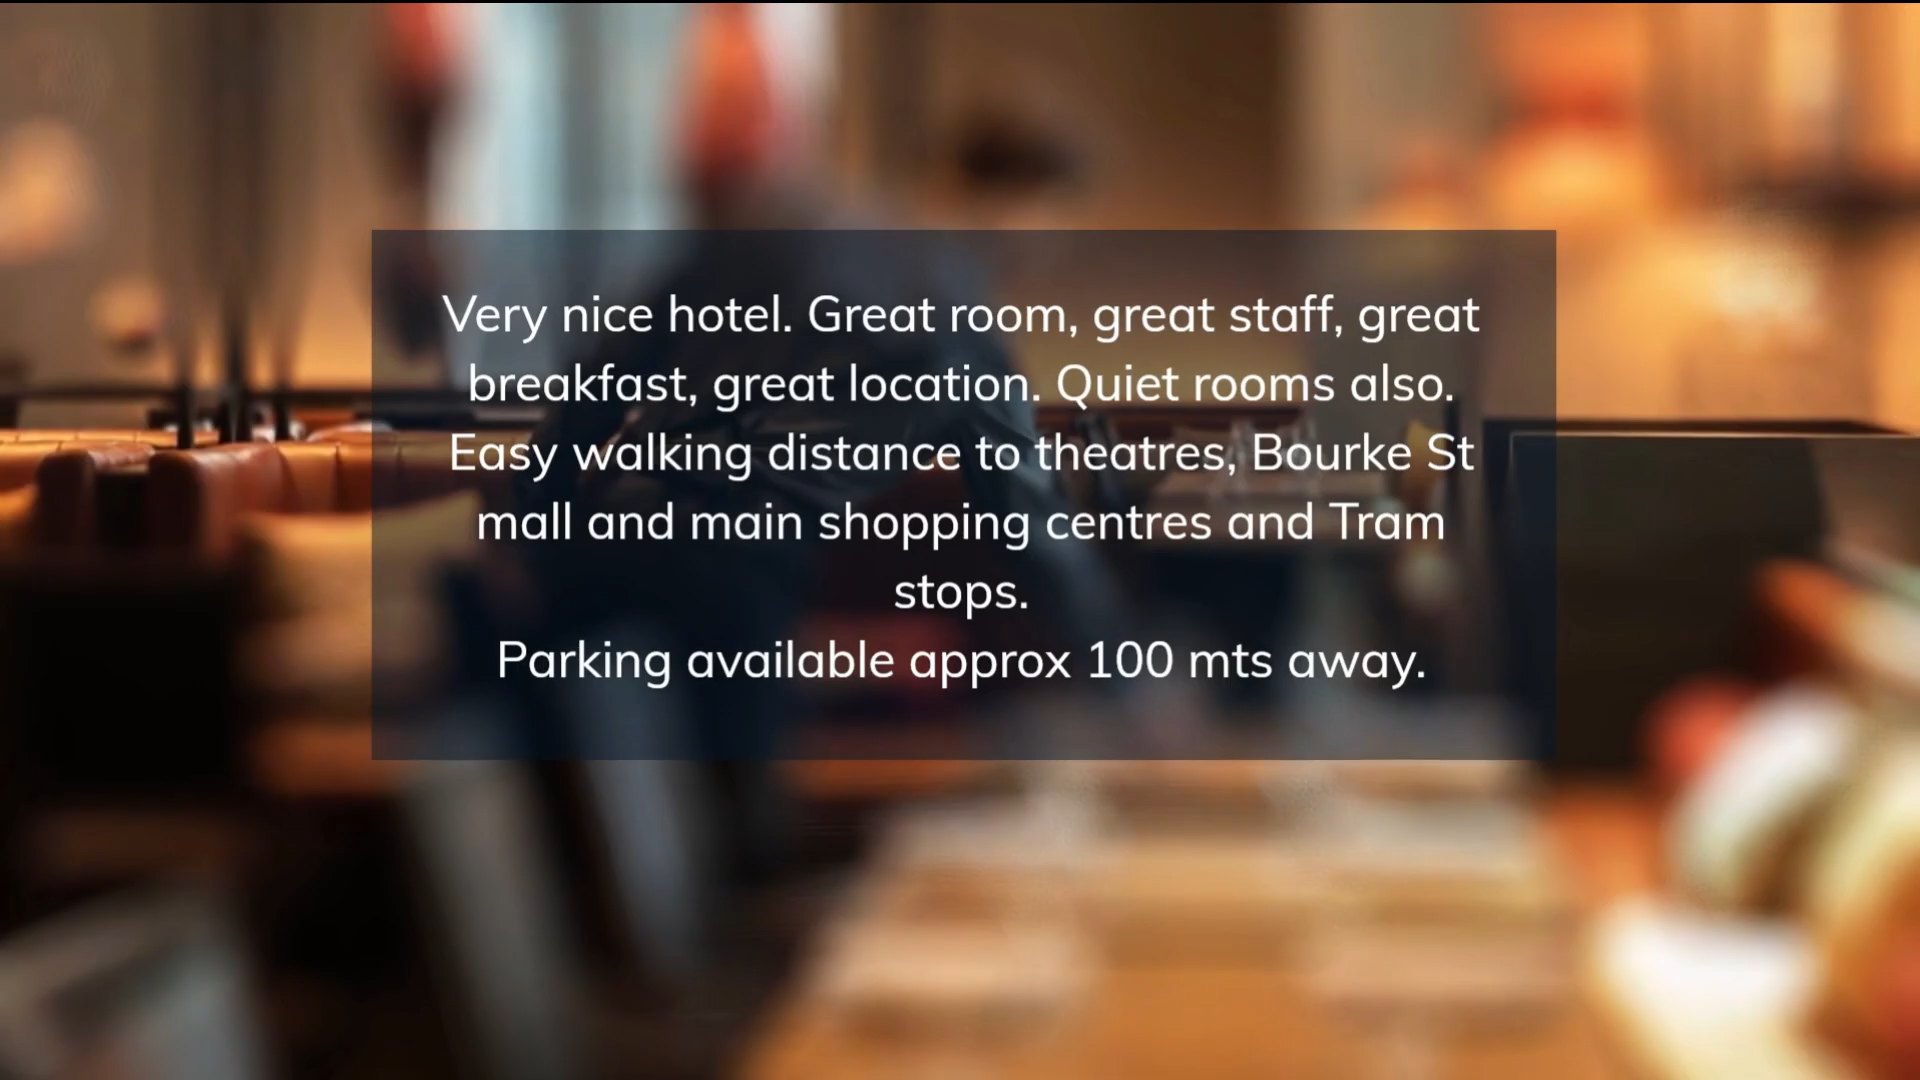 Very nice hotel. Great room, great staff, great
breakfast, great location. Quiet rooms also.
Easy walking distance to theatres, Bourke St
mall and main shopping centres and Tram
stops.
Parking available approx 100 mts away.